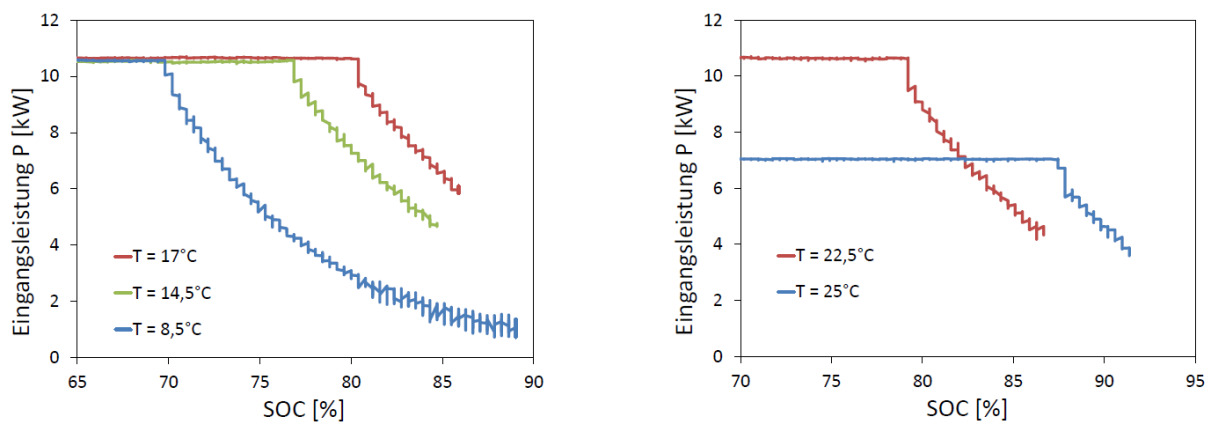 12
10
8
6
4
2
0
Eingangsleistung P [kW]
T = 17°C
T = 14,5°C
T = 8,5°C
65 70 75 80 85 90
SOC [%]
12
10
8
6
4
2
0
Eingangsleistung P [kW]
T = 22,5°C
T = 25°C
70 75 80 85 90 95
SOC [%]